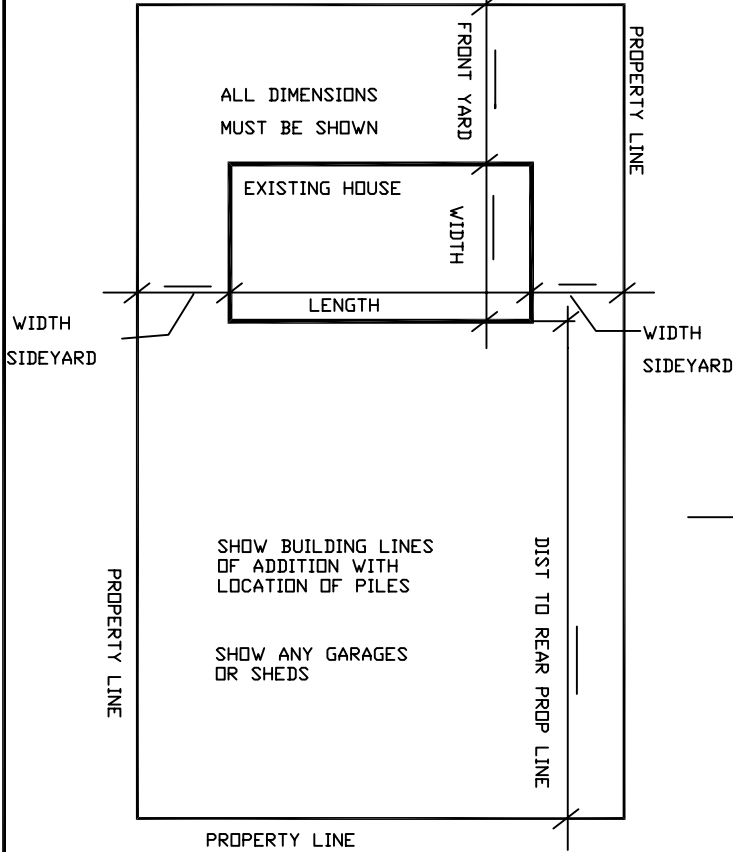 FRONT YARD
PROPERTY LINE
ALL DIMENSIONS
MUST BE SHOWN
EXISTING HOUSE
WIDTH
LENGTH
WIDTH
SIDEYARD
WIDTH
SIDEYARD
SHOW BUILDING LINES
OF ADDITION WITH
LOCATION OF PILES
DIST TO REAR PROP LINE
PROPERTY LINE
SHOW ANY GARAGES
OR SHEDS
PROPERTY LINE